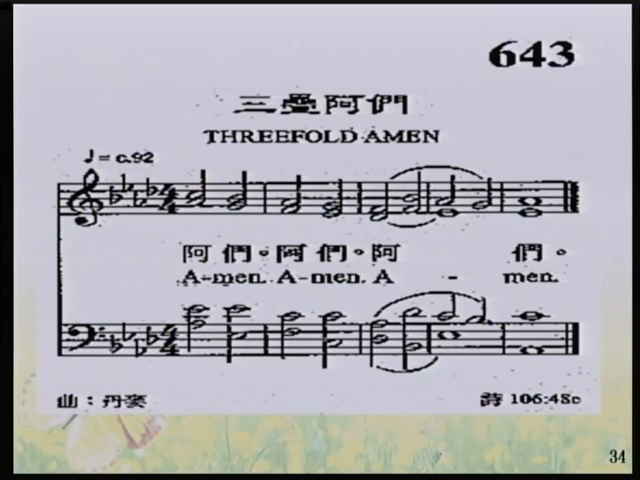 643
三疊阿們
THREEFOLD AMEN
♩= c.92
阿 們。阿 們。阿 們。
A-men. A-men. A - men.
曲：丹麥
詩 106:48c
34